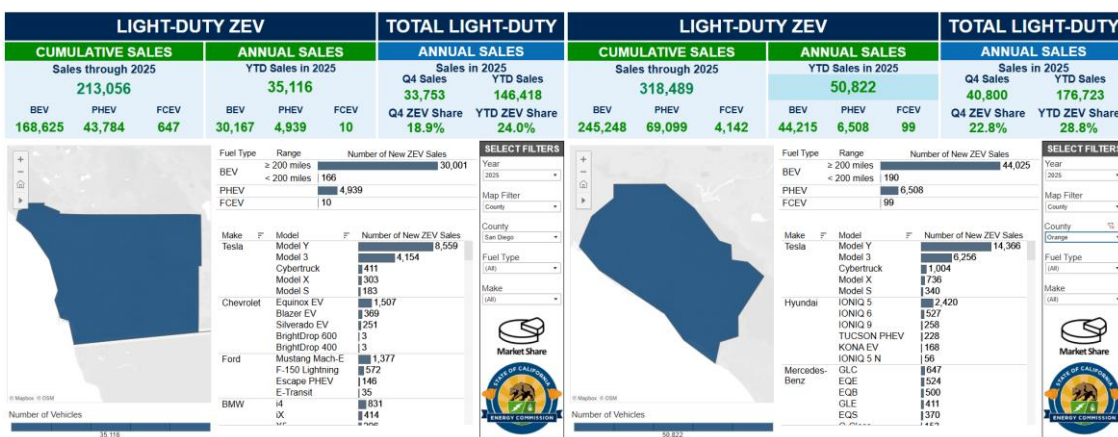 LIGHT-DUTY ZEV
TOTAL LIGHT-DUTY
CUMULATIVE SALES
ANNUAL SALES
ANNUAL SALES
Sales through 2025
YTD Sales in 2025
Sales in 2025
213,056
35,116
Q4 Sales
YTD Sales
33,753
146,418
BEV
PHEV
FCEV
BEV
PHEV
FCEV
Q4 ZEV Share
YTD ZEV Share
168,625
43,784
647
30,167
4,939
10
18.9%
24.0%
+
−
Fuel Type
Range
Number of New ZEV Sales
BEV
≥ 200 miles
30,001
< 200 miles
166
PHEV
4,939
FCEV
10
Make
Model
Number of New ZEV Sales
Tesla
Model Y
8,559
Model 3
4,154
Cybertruck
411
Model X
303
Model S
183
Chevrolet
Equinox EV
1,507
Blazer EV
369
Silverado EV
251
BrightDrop 600
3
BrightDrop 400
3
Ford
Mustang Mach-E
1,377
F-150 Lightning
572
Escape PHEV
146
E-Transit
35
BMW
i4
831
iX
414
SELECT FILTERS
Year
2025
Map Filter
County
County
San Diego
Fuel Type
(All)
Make
(All)
Market Share
STATE OF CALIFORNIA
ENERGY COMMISSION
© Mapbox © OSM
Number of Vehicles
35,116
LIGHT-DUTY ZEV
TOTAL LIGHT-DUTY
CUMULATIVE SALES
ANNUAL SALES
ANNUAL SALES
Sales through 2025
YTD Sales in 2025
Sales in 2025
318,489
50,822
Q4 Sales
YTD Sales
40,800
176,723
BEV
PHEV
FCEV
BEV
PHEV
FCEV
Q4 ZEV Share
YTD ZEV Share
245,248
69,099
4,142
44,215
6,508
99
22.8%
28.8%
+
−
Fuel Type
Range
Number of New ZEV Sales
BEV
≥ 200 miles
44,025
< 200 miles
190
PHEV
6,508
FCEV
99
Make
Model
Number of New ZEV Sales
Tesla
Model Y
14,366
Model 3
6,256
Cybertruck
1,004
Model X
736
Model S
340
Hyundai
IONIQ 5
2,420
IONIQ 6
527
IONIQ 9
258
TUCSON PHEV
228
KONA EV
168
IONIQ 5 N
56
Mercedes-
Benz
GLC
647
EQE
524
EQB
500
GLE
411
EQS
370
SELECT FILTERS
Year
2025
Map Filter
County
County
Orange
Fuel Type
(All)
Make
(All)
Market Share
STATE OF CALIFORNIA
ENERGY COMMISSION
© Mapbox © OSM
Number of Vehicles
50,822